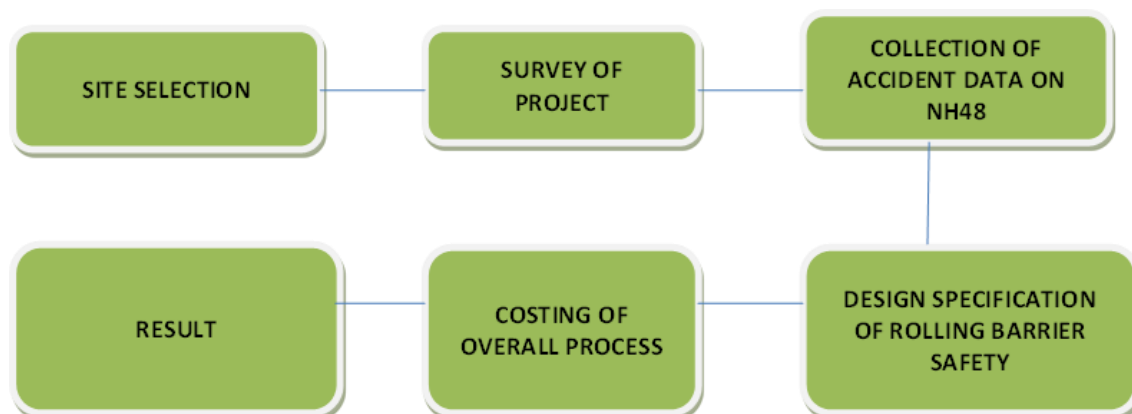 SITE SELECTION
SURVEY OF
PROJECT
COLLECTION OF
ACCIDENT DATA ON
NH48
DESIGN SPECIFICATION
OF ROLLING BARRIER
SAFETY
COSTING OF
OVERALL PROCESS
RESULT